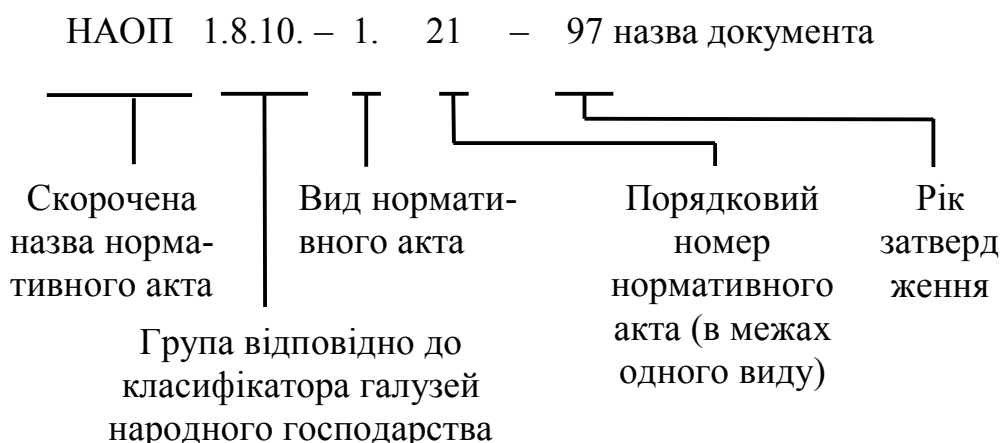 НАОП 1.8.10. – 1. 21 – 97 назва документа
Скорочена
назва норма-
тивного акта
Вид нормати-
вного акта
Порядковий
номер
нормативного
акта (в межах
одного виду)
Рік
затверд
ження
Група відповідно до
класифікатора галузей
народного господарства